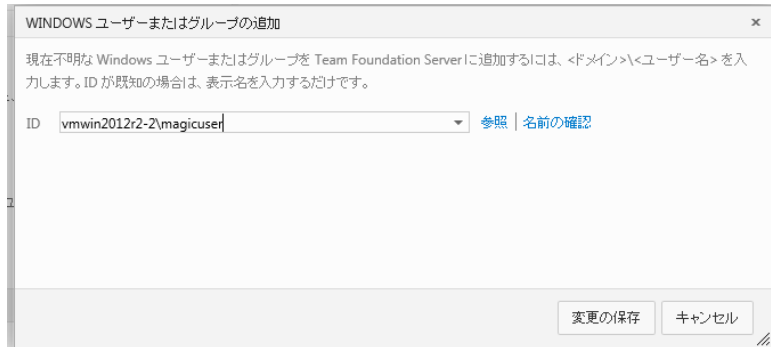 WINDOWS ユーザーまたはグループの追加
×
現在不明な Windows ユーザーまたはグループを Team Foundation Server に追加するには、<ドメイン>\<ユーザー名> を入
力します。ID が既知の場合は、表示名を入力するだけです。
ID vmwin2012r2-2\magicuser 参照 | 名前の確認
変更の保存 キャンセル